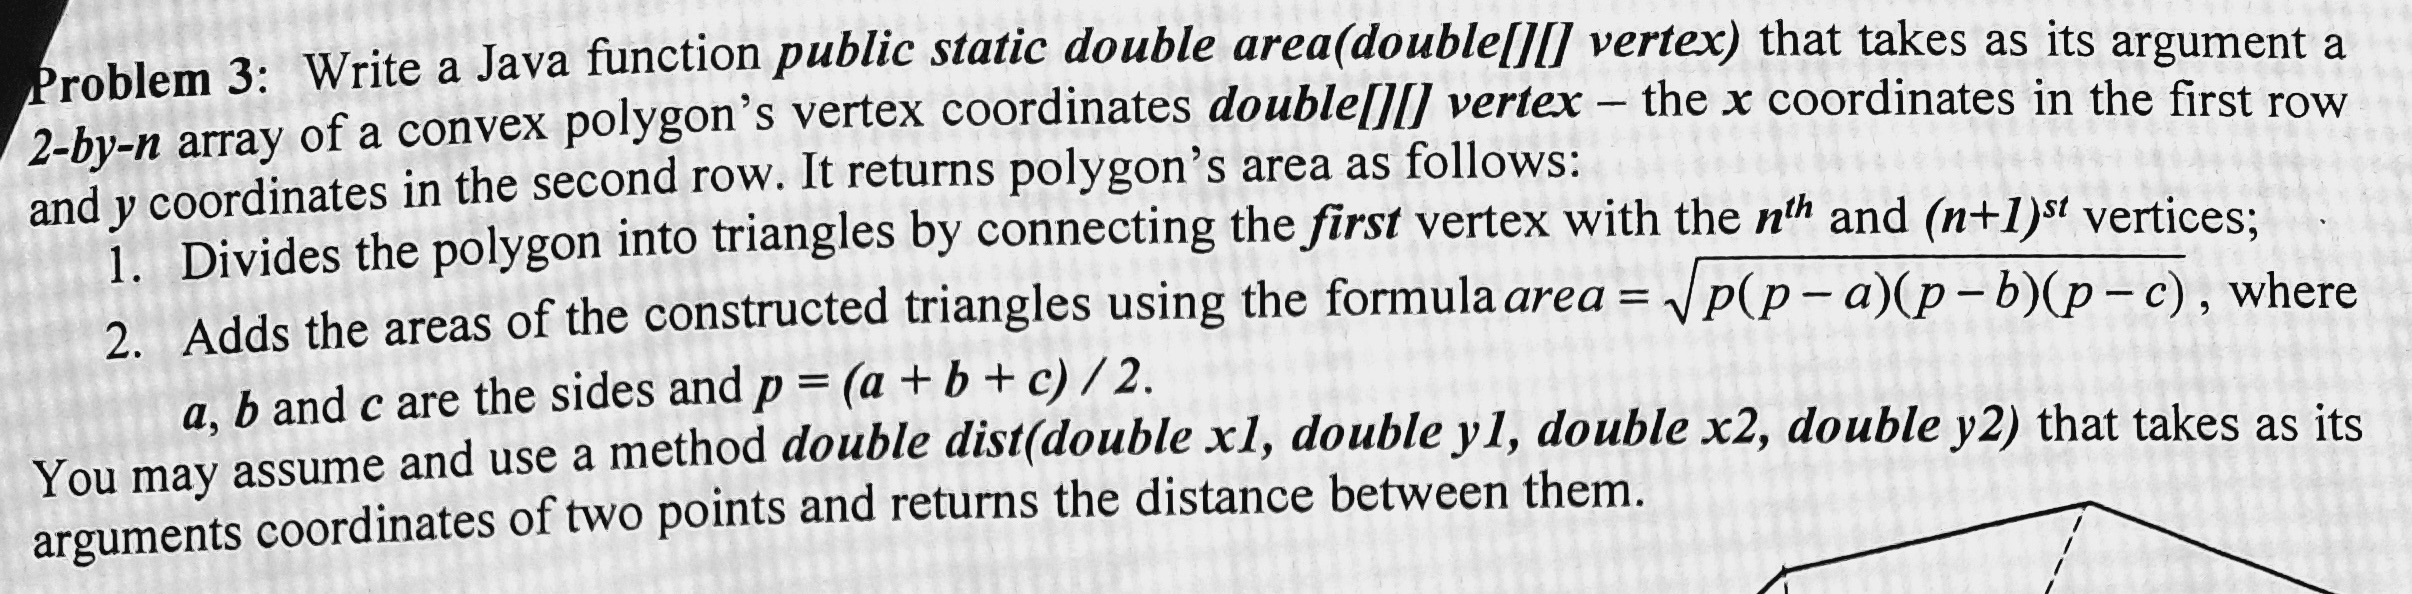 Problem 3: Write a Java function public static double area(double[][] vertex) that takes as its argument a
2-by-n array of a convex polygon's vertex coordinates double[][] vertex – the x coordinates in the first row
and y coordinates in the second row. It returns polygon's area as follows:
1. Divides the polygon into triangles by connecting the first vertex with the nth and (n+1)st vertices;
2. Adds the areas of the constructed triangles using the formula area = √p(p – a)(p – b)(p – c) , where
a, b and c are the sides and p = (a + b + c) / 2.
You may assume and use a method double dist(double x1, double y1, double x2, double y2) that takes as its
arguments coordinates of two points and returns the distance between them.